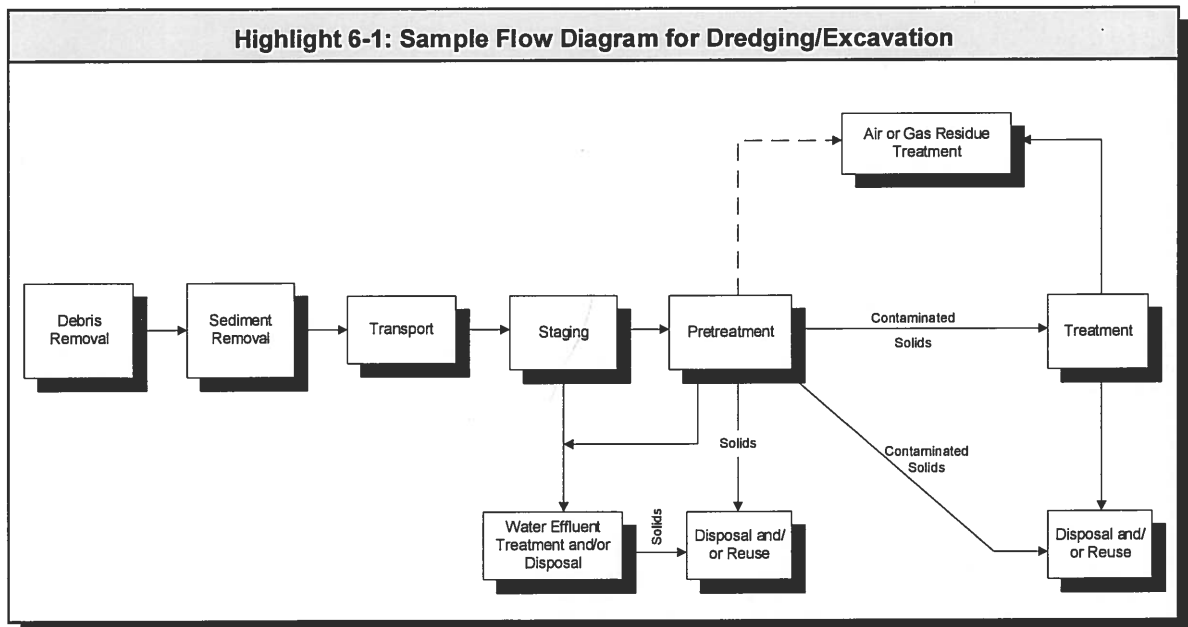 Highlight 6-1: Sample Flow Diagram for Dredging/Excavation
Air or Gas Residue
Treatment
Debris
Removal
Sediment
Removal
Transport
Staging
Pretreatment
Contaminated
Solids
Treatment
Solids
Contaminated
Solids
Water Effluent
Treatment and/or
Disposal
Solids
Disposal and/
or Reuse
Disposal and/
or Reuse